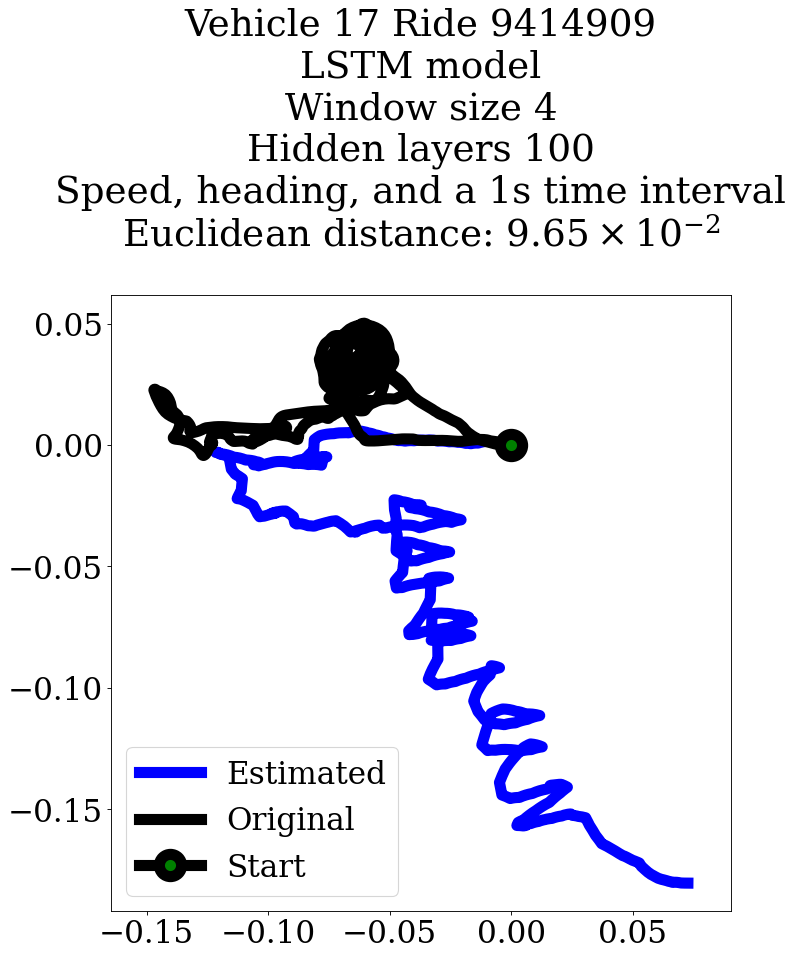 Vehicle 17 Ride 9414909
LSTM model
Window size 4
Hidden layers 100
Speed, heading, and a 1s time interval
Euclidean distance: 9.65 × 10⁻²
0.05
0.00
−0.05
−0.10
−0.15
Estimated
Original
Start
−0.15 −0.10 −0.05 0.00 0.05